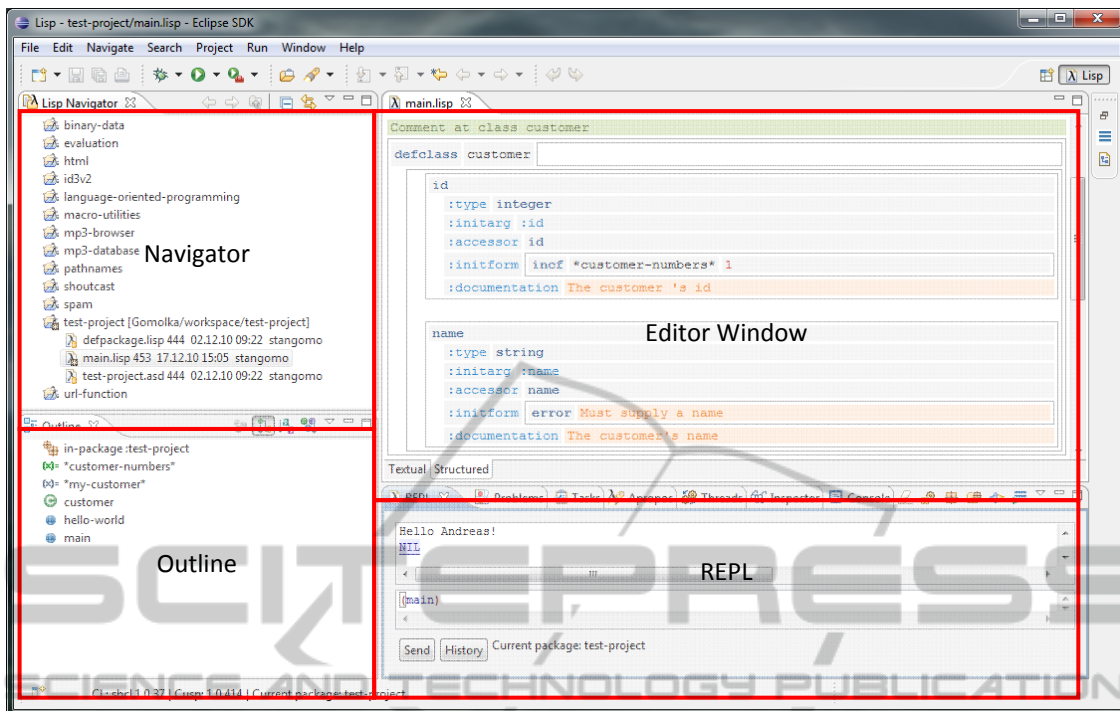 Lisp - test-project/main.lisp - Eclipse SDK
File Edit Navigate Search Project Run Window Help
Lisp
Lisp Navigator
main.lisp
binary-data
evaluation
html
id3v2
language-oriented-programming
macro-utilities
mp3-browser
mp3-database
pathnames
shoutcast
spam
test-project [Gomolka/workspace/test-project]
defpackage.lisp 444 02.12.10 09:22 stangomo
main.lisp 453 17.12.10 15:05 stangomo
test-project.asd 444 02.12.10 09:22 stangomo
url-function
Navigator
Comment at class customer
defclass customer
id
:type integer
:initarg :id
:accessor id
:initform incf *customer-numbers* 1
:documentation The customer 's id
name
:type string
:initarg :name
:accessor name
:initform error Must supply a name
:documentation The customer's name
Editor Window
Textual Structured
Outline
in-package :test-project
*customer-numbers*
*my-customer*
customer
hello-world
main
Outline
REPL Problems Tasks Apropos Threads Inspector Console
Hello Andreas!
NIL
REPL
(main)
Send History Current package: test-project
CL: sbcl 1.0.37 | Cusp: 1.0.414 | Current package: test-project
SCITEPRESS
SCIENCE AND TECHNOLOGY PUBLICATION